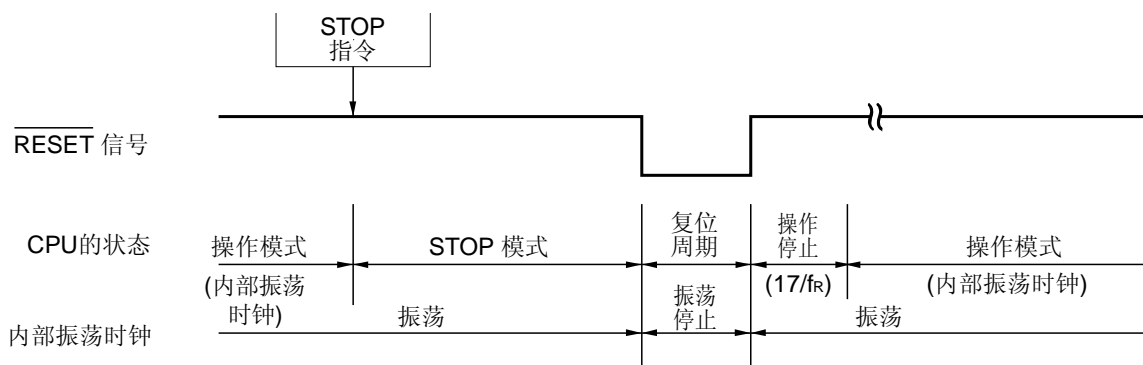 STOP
指令
RESET 信号
CPU的状态
操作模式
(内部振荡
时钟)
STOP 模式
复位
周期
操作
停止
(17/fR)
操作模式
(内部振荡时钟)
内部振荡时钟
振荡
振荡
停止
振荡